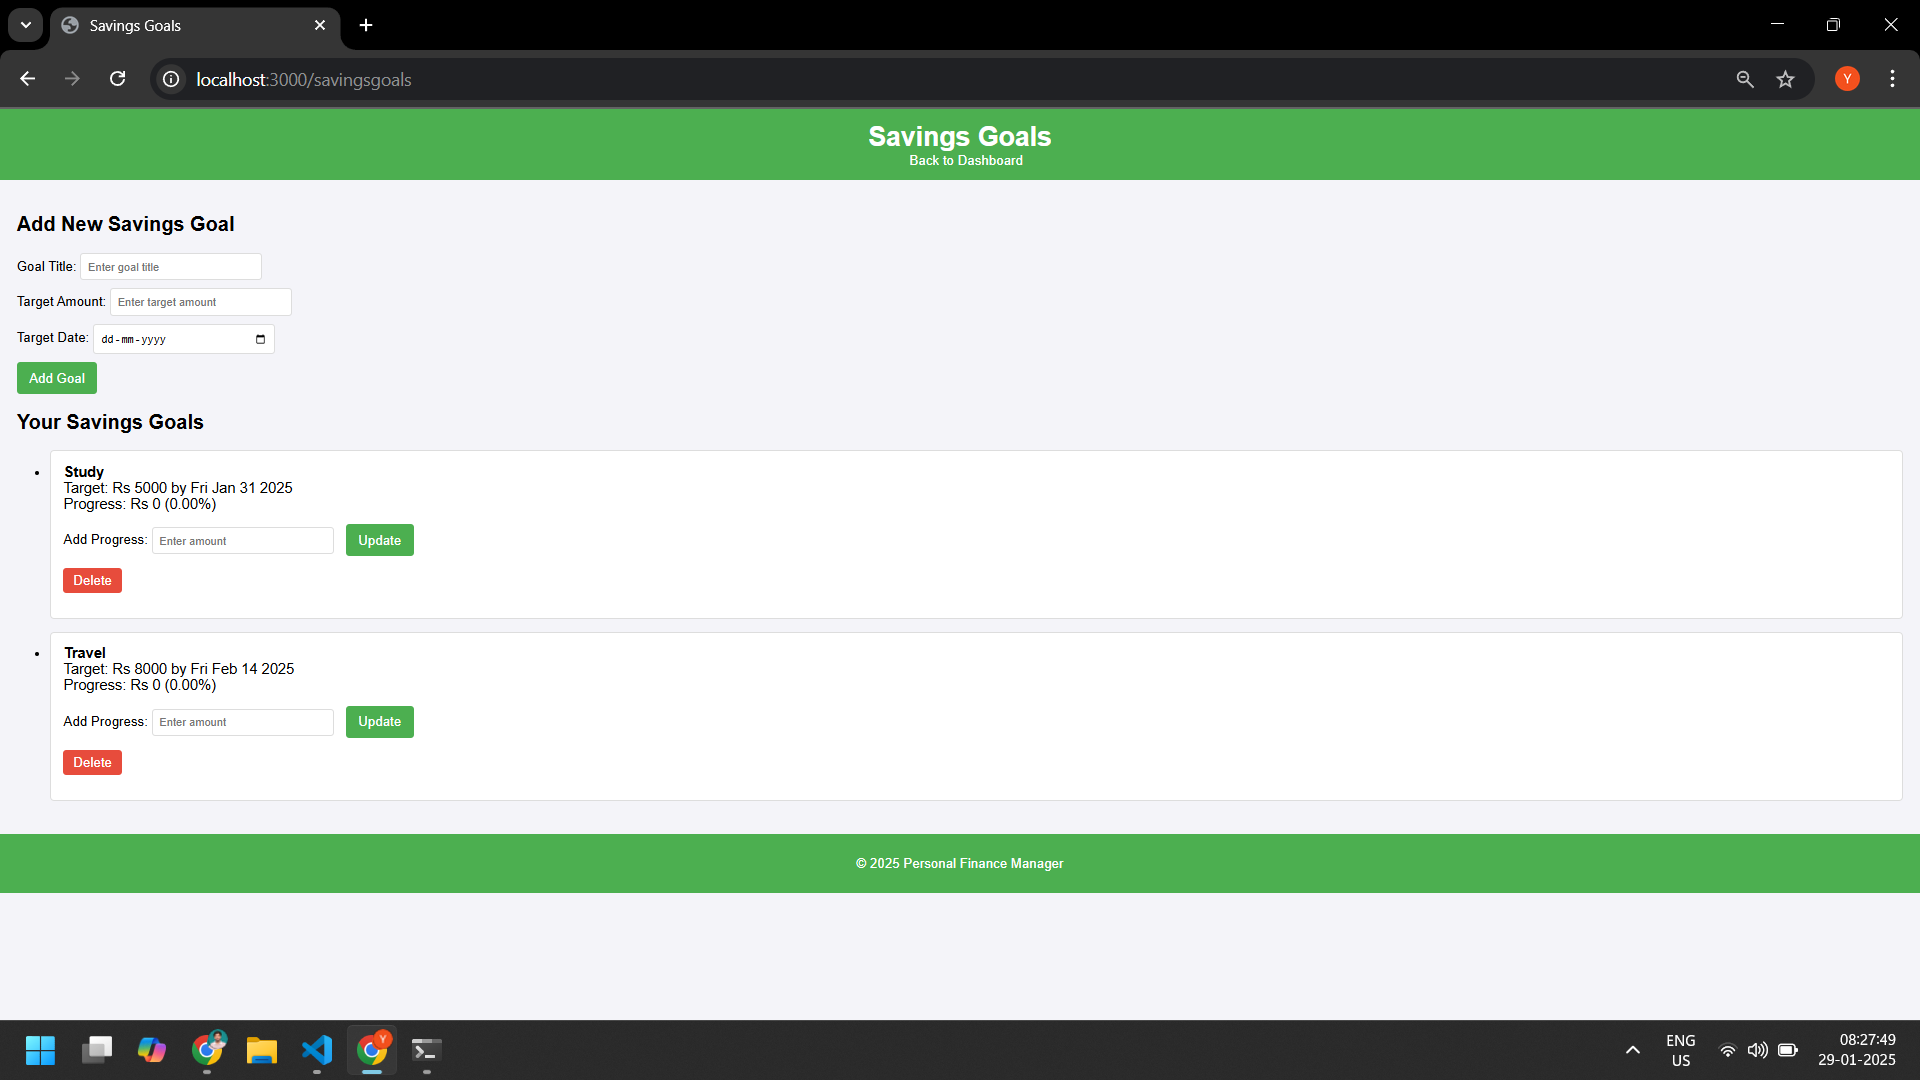 Savings Goals
localhost:3000/savingsgoals
Y
Savings Goals
Back to Dashboard
Add New Savings Goal
Goal Title: Enter goal title
Target Amount: Enter target amount
Target Date: dd-mm-yyyy
Add Goal
Your Savings Goals
Study
Target: Rs 5000 by Fri Jan 31 2025
Progress: Rs 0 (0.00%)
Add Progress: Enter amount Update
Delete
Travel
Target: Rs 8000 by Fri Feb 14 2025
Progress: Rs 0 (0.00%)
Add Progress: Enter amount Update
Delete
© 2025 Personal Finance Manager
Y
ENG
US
08:27:49
29-01-2025